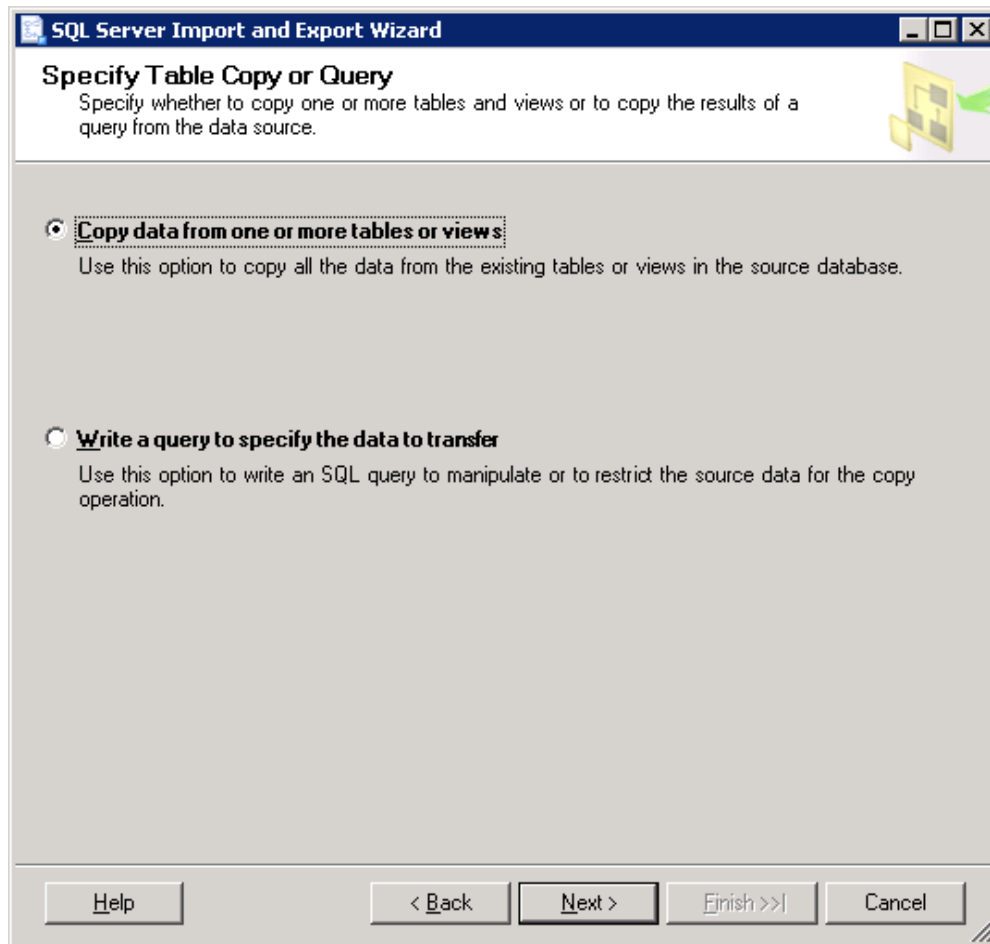 SQL Server Import and Export Wizard
Specify Table Copy or Query
Specify whether to copy one or more tables and views or to copy the results of a
query from the data source.
Copy data from one or more tables or views
Use this option to copy all the data from the existing tables or views in the source database.
Write a query to specify the data to transfer
Use this option to write an SQL query to manipulate or to restrict the source data for the copy
operation.
Help < Back Next > Finish >>| Cancel